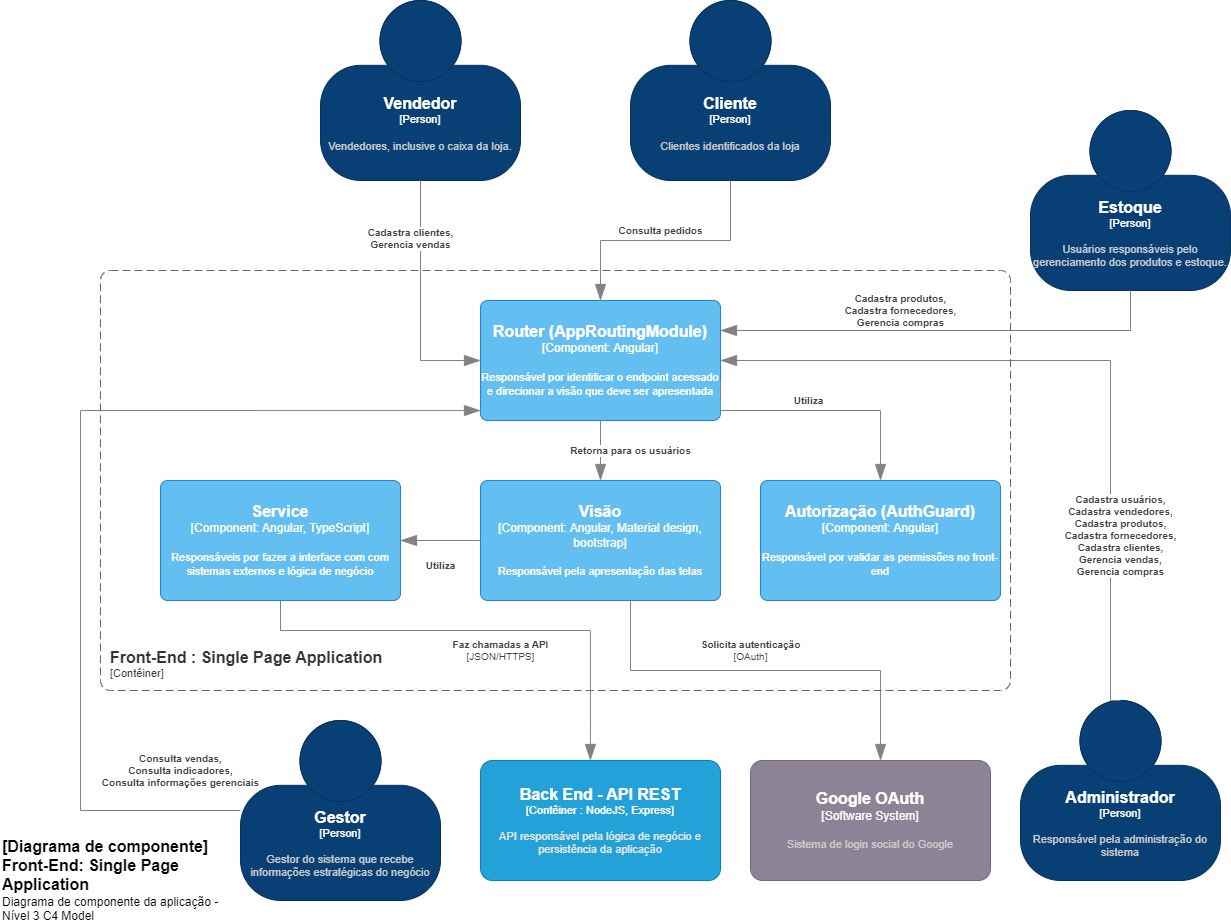 Vendedor
[Person]
Vendedores, inclusive o caixa da loja.
Cliente
[Person]
Clientes identificados da loja
Estoque
[Person]
Usuários responsáveis pelo
gerenciamento dos produtos e estoque.
Cadastra clientes,
Gerencia vendas
Consulta pedidos
Cadastra produtos,
Cadastra fornecedores,
Gerencia compras
Router (AppRoutingModule)
[Component: Angular]
Responsável por identificar o endpoint acessado
e direcionar a visão que deve ser apresentada
Utiliza
Retorna para os usuários
Service
[Component: Angular, TypeScript]
Responsáveis por fazer a interface com com
sistemas externos e lógica de negócio
Utiliza
Visão
[Component: Angular, Material design,
bootstrap]
Responsável pela apresentação das telas
Autorização (AuthGuard)
[Component: Angular]
Responsável por validar as permissões no front-
end
Cadastra usuários,
Cadastra vendedores,
Cadastra produtos,
Cadastra fornecedores,
Cadastra clientes,
Gerencia vendas,
Gerencia compras
Front-End : Single Page Application
[Contêiner]
Faz chamadas a API
[JSON/HTTPS]
Solicita autenticação
[OAuth]
Consulta vendas,
Consulta indicadores,
Consulta informações gerenciais
Gestor
[Person]
Gestor do sistema que recebe
informações estratégicas do negócio
Back End - API REST
[Contêiner : NodeJS, Express]
API responsável pela lógica de negócio e
persistência da aplicação
Google OAuth
[Software System]
Sistema de login social do Google
Administrador
[Person]
Responsável pela administração do
sistema
[Diagrama de componente]
Front-End: Single Page
Application
Diagrama de componente da aplicação -
Nível 3 C4 Model